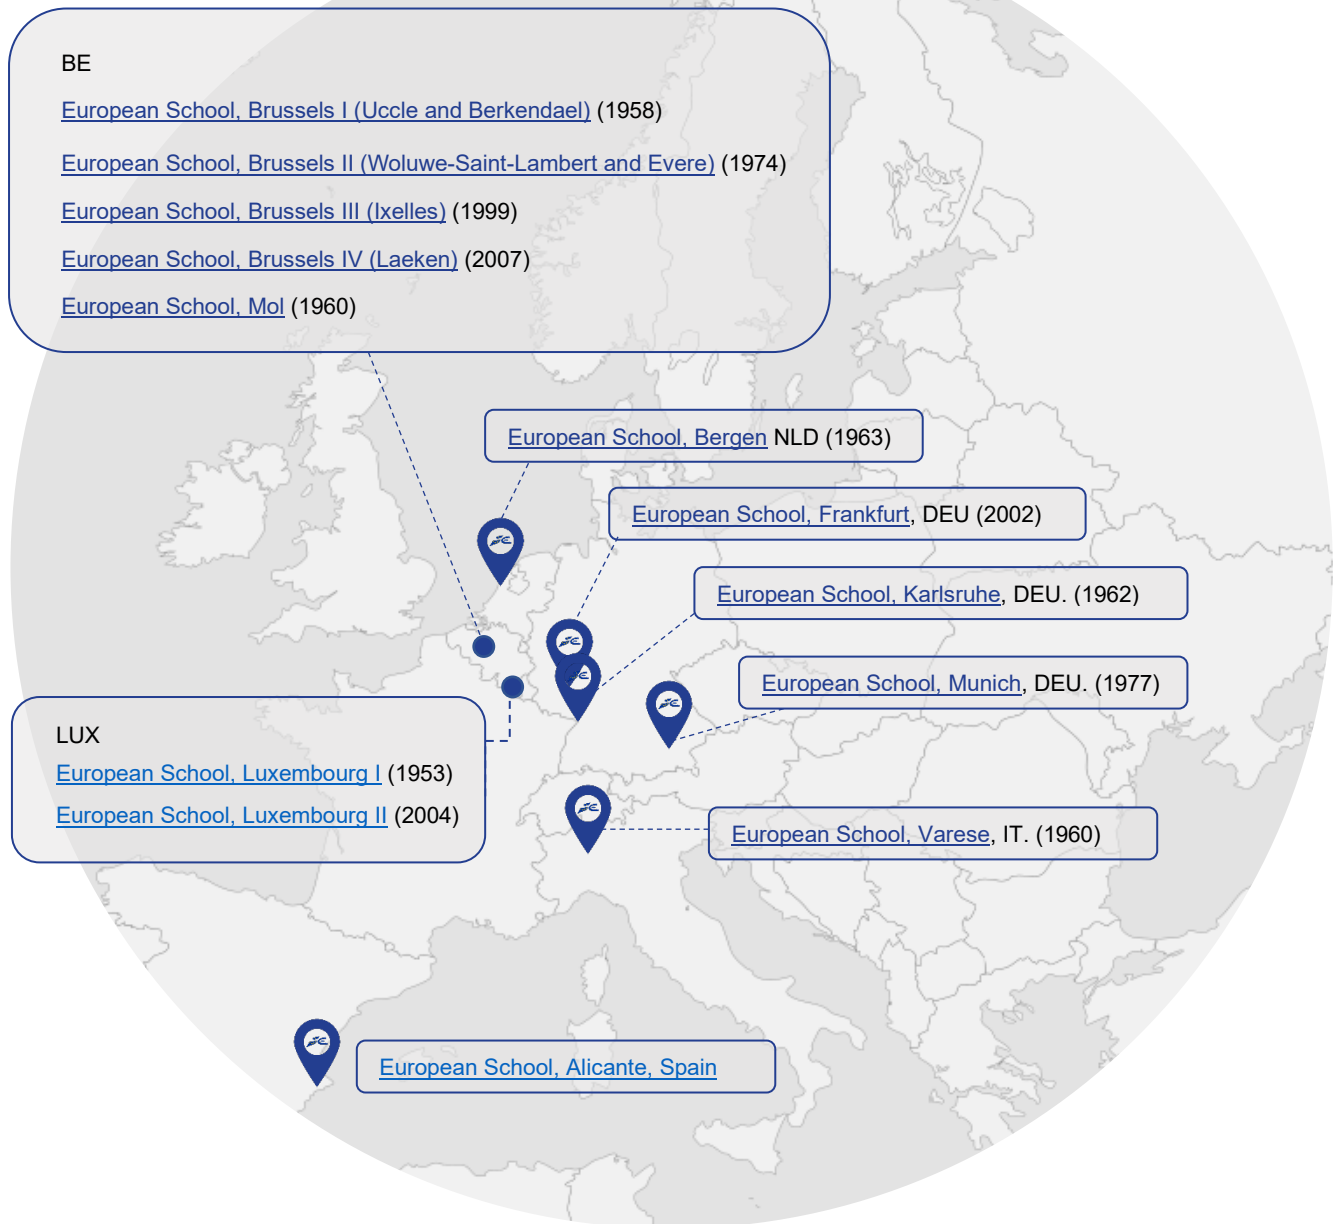 BE
European School, Brussels I (Uccle and Berkendael) (1958)
European School, Brussels II (Woluwe-Saint-Lambert and Evere) (1974)
European School, Brussels III (Ixelles) (1999)
European School, Brussels IV (Laeken) (2007)
European School, Mol (1960)
European School, Bergen NLD (1963)
European School, Frankfurt, DEU (2002)
European School, Karlsruhe, DEU. (1962)
European School, Munich, DEU. (1977)
LUX
European School, Luxembourg I (1953)
European School, Luxembourg II (2004)
European School, Varese, IT. (1960)
European School, Alicante, Spain